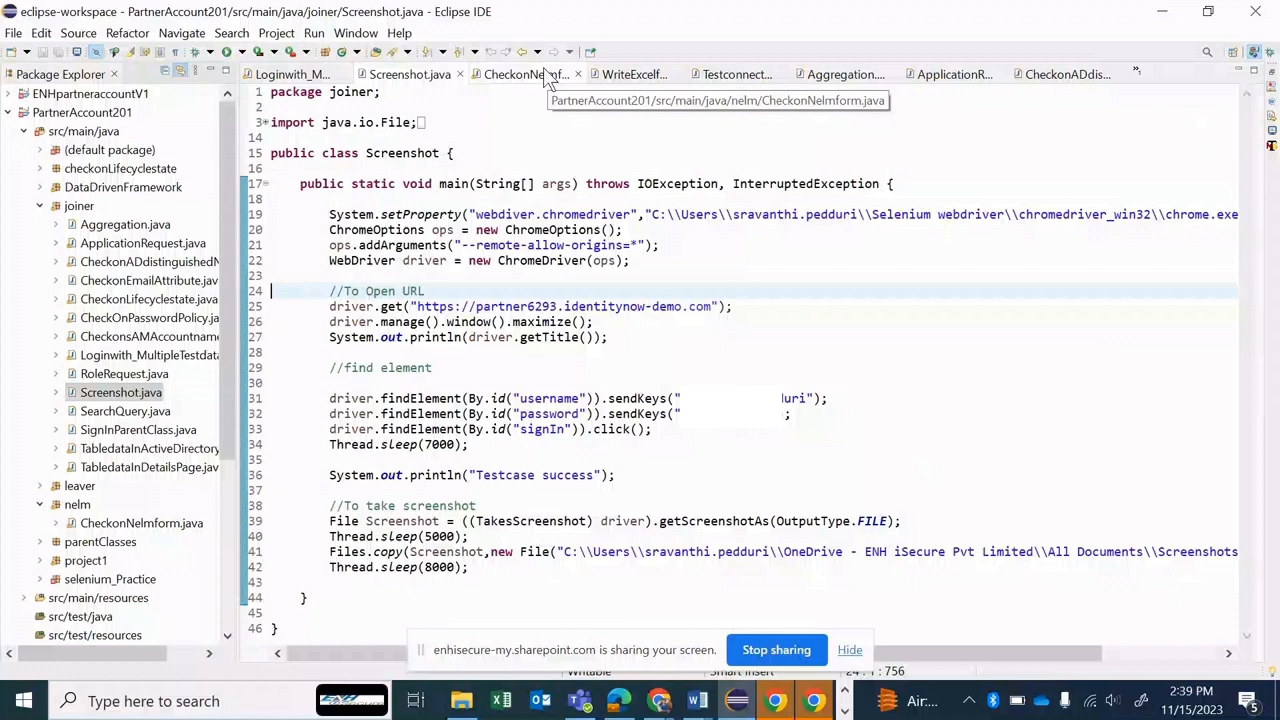 eclipse-workspace - PartnerAccount201/src/main/java/joiner/Screenshot.java - Eclipse IDE
File Edit Source Refactor Navigate Search Project Run Window Help
Package Explorer
ENHpartneraccountV1
PartnerAccount201
src/main/java
(default package)
checkonLifecyclestate
DataDrivenFramework
joiner
Aggregation.java
ApplicationRequest.java
CheckonADdistinguishedN
CheckonEmailAttribute.java
CheckonLifecyclestate.java
CheckOnPasswordPolicy.java
CheckonsAMAccountname
Loginwith_MultipleTestdata
RoleRequest.java
Screenshot.java
SearchQuery.java
SignInParentClass.java
TabledataInActiveDirectory
TabledataInDetailsPage.jav
leaver
nelm
CheckonNelmform.java
parentClasses
project1
selenium_Practice
src/main/resources
src/test/java
src/test/resources
Loginwith_M... Screenshot.java CheckonNelmf... WriteExcelf... Testconnect... Aggregation.... ApplicationR... CheckonADdis...
PartnerAccount201/src/main/java/nelm/CheckonNelmform.java
1 package joiner;
2
3 import java.io.File;
14
15 public class Screenshot {
16
17 public static void main(String[] args) throws IOException, InterruptedException {
18
19 System.setProperty("webdiver.chromedriver","C:\\Users\\sravanthi.pedduri\\Selenium webdriver\\chromedriver_win32\\chrome.exe
20 ChromeOptions ops = new ChromeOptions();
21 ops.addArguments("--remote-allow-origins=*");
22 WebDriver driver = new ChromeDriver(ops);
23
24 //To Open URL
25 driver.get("https://partner6293.identitynow-demo.com");
26 driver.manage().window().maximize();
27 System.out.println(driver.getTitle());
28
29 //find element
30
31 driver.findElement(By.id("username")).sendKeys(" duri");
32 driver.findElement(By.id("password")).sendKeys(" ;
33 driver.findElement(By.id("signIn")).click();
34 Thread.sleep(7000);
35
36 System.out.println("Testcase success");
37
38 //To take screenshot
39 File Screenshot = ((TakesScreenshot) driver).getScreenshotAs(OutputType.FILE);
40 Thread.sleep(5000);
41 Files.copy(Screenshot,new File("C:\\Users\\sravanthi.pedduri\\OneDrive - ENH iSecure Pvt Limited\\All Documents\\Screenshots
42 Thread.sleep(8000);
43
44 }
45
46 }
enhisecure-my.sharepoint.com is sharing your screen. Stop sharing Hide
24 : 1 : 756
Type here to search
Air...
2:39 PM
11/15/2023
5